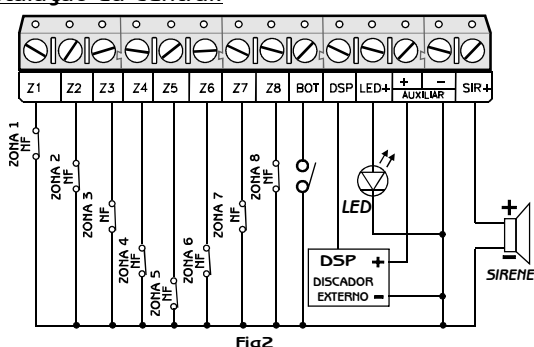 Z1 Z2 Z3 Z4 Z5 Z6 Z7 Z8 BOT DSP LED+ + − SIR+
AUXILIAR
ZONA 1
NF
ZONA 2
NF
ZONA 3
NF
ZONA 4
NF
ZONA 5
NF
ZONA 6
NF
ZONA 7
NF
ZONA 8
NF
LED
DSP +
DISCADOR
EXTERNO −
+
−
SIRENE
Fig2